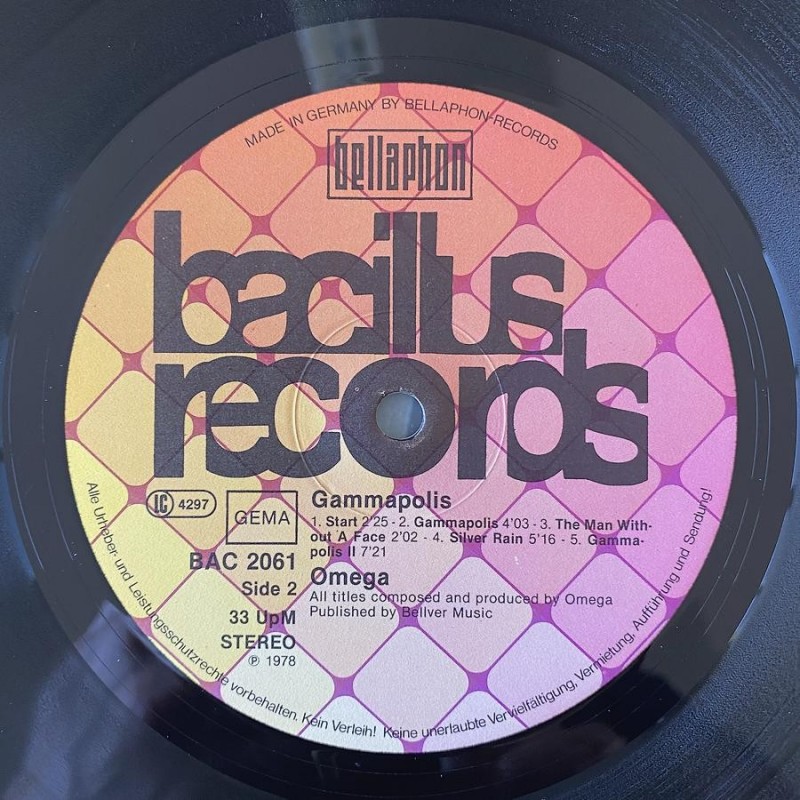 MADE IN GERMANY BY BELLAPHON-RECORDS
bellaphon
bacillus
records
LC 4297
GEMA
BAC 2061
Side 2
33 UpM
STEREO
℗ 1978
Gammapolis
1. Start 2'25 - 2. Gammapolis 4'03 - 3. The Man With-
out A Face 2'02 - 4. Silver Rain 5'16 - 5. Gamma-
polis II 7'21
Omega
All titles composed and produced by Omega
Published by Bellver Music
Alle Urheber- und Leistungsschutzrechte vorbehalten. Kein Verleih! Keine unerlaubte Vervielfältigung, Vermietung, Aufführung und Sendung!